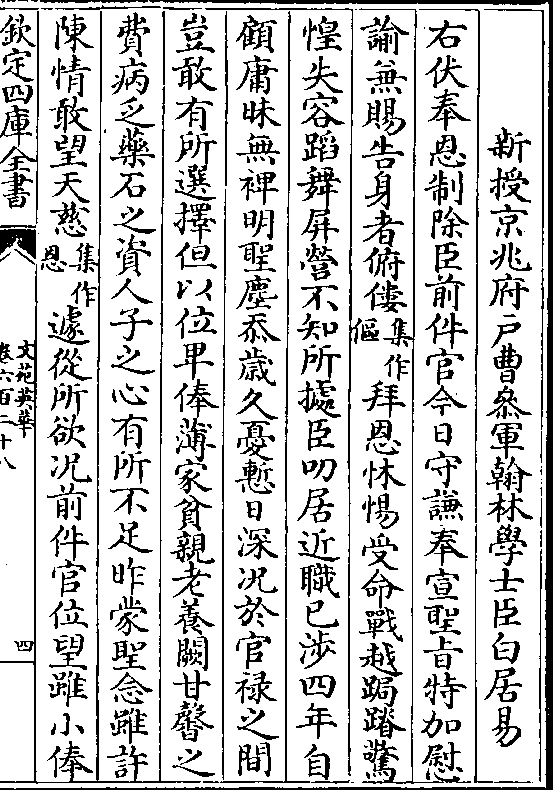 新授京兆府戶曹叅軍翰林學士臣白居易
右伏奉恩制除臣前件官今日守謙奉宣聖旨特加慰
諭無賜告身者俯僂集作傴拜恩怵惕受命戰越跼蹐驚
惶失容蹈舞屏營不知所據臣叨居近職已涉四年自
顧庸昧無裨明聖塵忝歲久憂慙日深况於官祿之間
豈敢有所選擇但以位卑俸薄家貧親老養闕甘馨之
費病乏藥石之資人子之心有所不足昨蒙聖念雖許
陳情敢望天慈集作恩遽從所欲况前件官位望雖小俸
欽定四庫全書
文苑英華
卷六百二十八
四